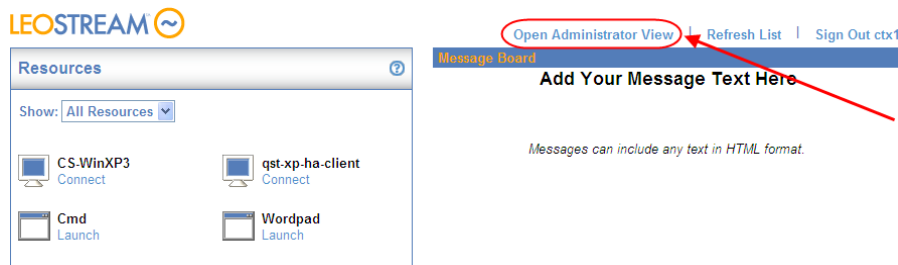 LEOSTREAM
Open Administrator View | Refresh List | Sign Out ctx1
Resources ?
Message Board
Add Your Message Text Here
Show: All Resources
Messages can include any text in HTML format.
CS-WinXP3
Connect
qst-xp-ha-client
Connect
Cmd
Launch
Wordpad
Launch